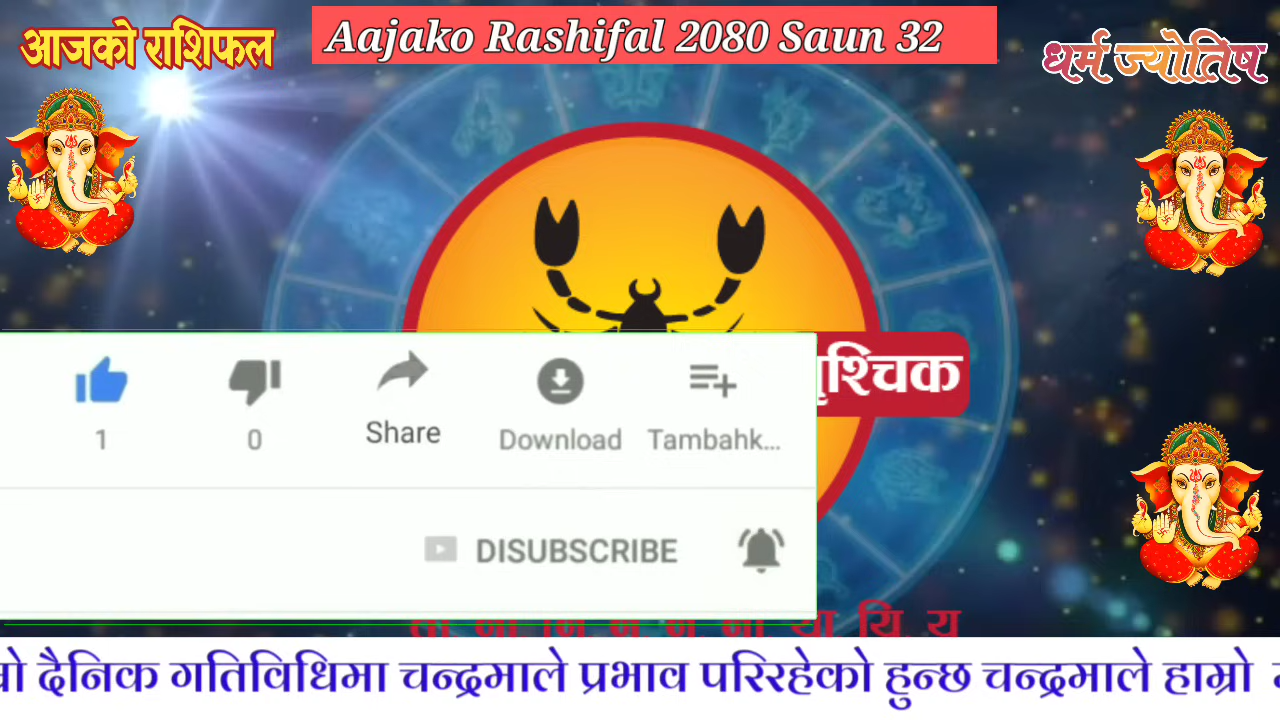 आजको राशिफल
Aajako Rashifal 2080 Saun 32
धर्म ज्योतिष
1
0
Share
Download
Tambahk...
DISUBSCRIBE
दैनिक गतिविधिमा चन्द्रमाले प्रभाव परिरहेको हुन्छ चन्द्रमाले हाम्रो